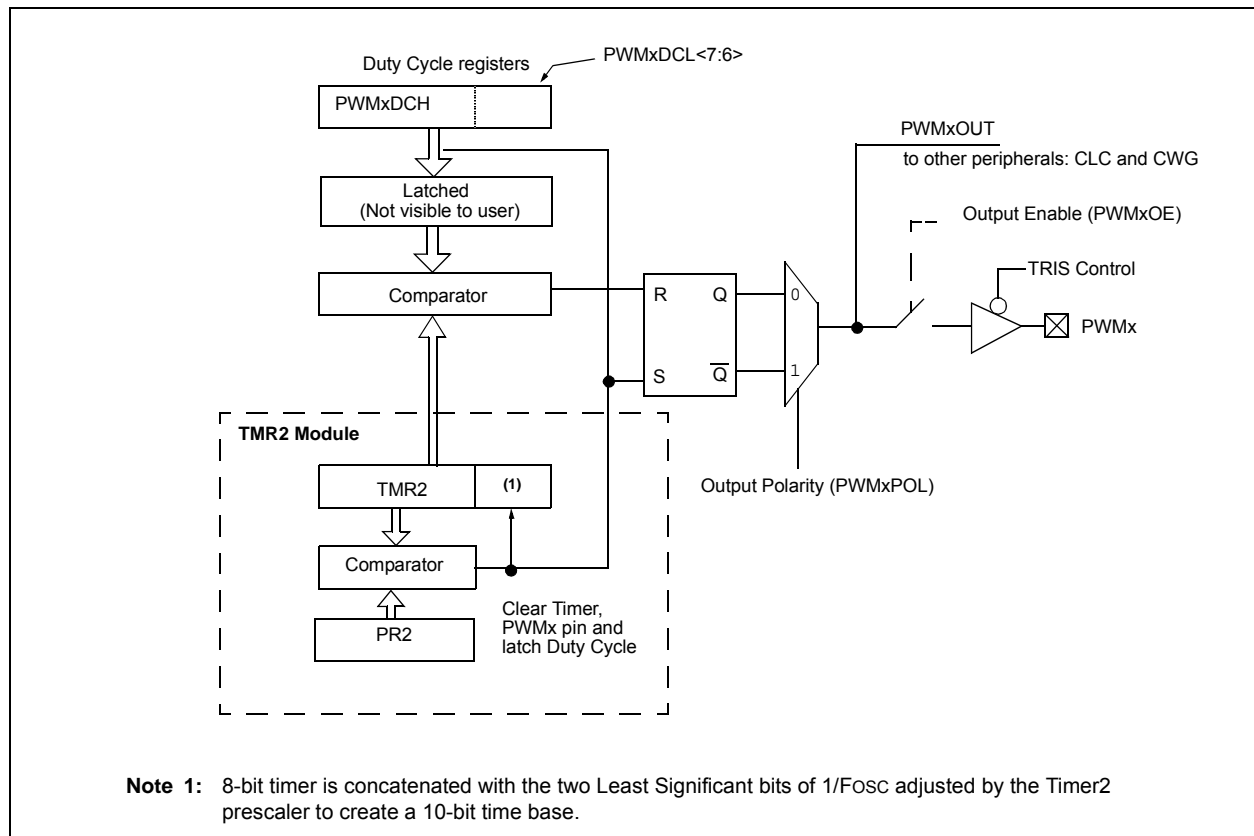 Duty Cycle registers
PWMxDCL<7:6>
PWMxDCH
Latched
(Not visible to user)
Comparator
R
Q
S
Q̅
0
1
PWMxOUT
to other peripherals: CLC and CWG
Output Enable (PWMxOE)
TRIS Control
PWMx
Output Polarity (PWMxPOL)
TMR2 Module
TMR2
(1)
Comparator
PR2
Clear Timer,
PWMx pin and
latch Duty Cycle
Note 1: 8-bit timer is concatenated with the two Least Significant bits of 1/FOSC adjusted by the Timer2
prescaler to create a 10-bit time base.